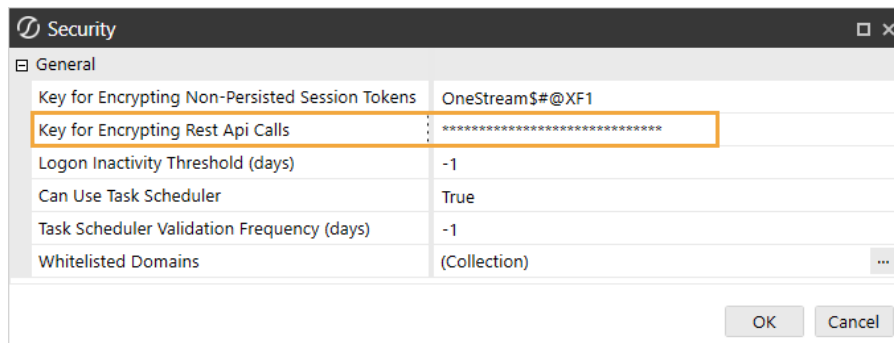 Security
General
Key for Encrypting Non-Persisted Session Tokens OneStream$#@XF1
Key for Encrypting Rest Api Calls ******************************
Logon Inactivity Threshold (days) -1
Can Use Task Scheduler True
Task Scheduler Validation Frequency (days) -1
Whitelisted Domains (Collection) ...
OK Cancel